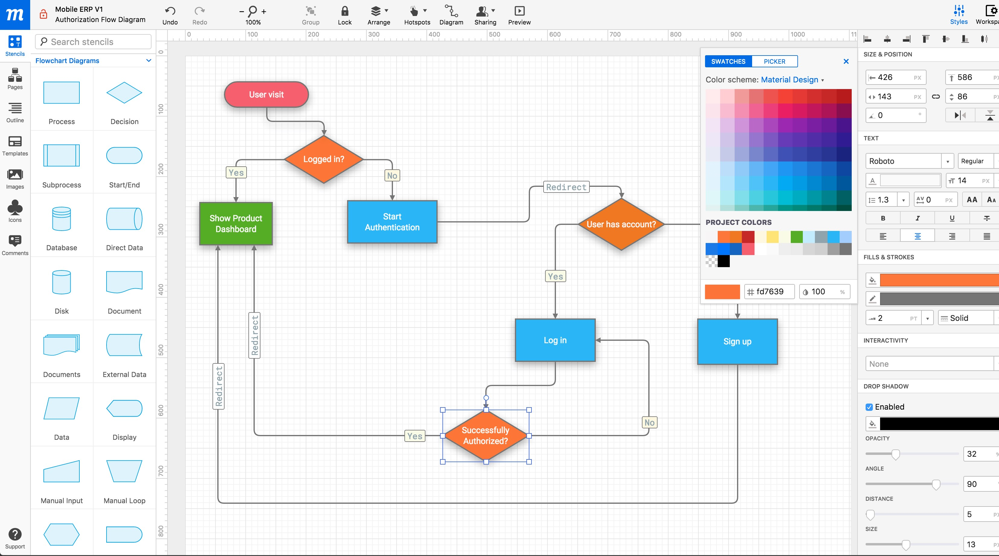 m
Mobile ERP V1
Authorization Flow Diagram
Undo
Redo
− +
100%
Group
Lock
Arrange
Hotspots
Diagram
Sharing
Preview
Styles
Workspa
Stencils
Pages
Outline
Templates
Images
Icons
Comments
Support
Search stencils
Flowchart Diagrams
Process
Decision
Subprocess
Start/End
Database
Direct Data
Disk
Document
Documents
External Data
Data
Display
Manual Input
Manual Loop
0 100 200 300 400 500 600 700 800 900 1000 11
0
100
200
300
400
500
600
700
800
User visit
Logged in?
Yes
No
Redirect
Show Product
Dashboard
Start
Authentication
User has account?
Yes
Redirect
Log in
Sign up
Redirect
No
Yes
Successfully
Authorized?
SWATCHES
PICKER
Color scheme: Material Design
PROJECT COLORS
# fd7639
100 %
SIZE & POSITION
426 PX
586 PX
143 PX
86 PX
0 °
TEXT
Roboto
Regular
A
14 PX
1.3
AV 0 PX
AA
AA
B I U
FILLS & STROKES
2 PT
Solid
INTERACTIVITY
None
DROP SHADOW
Enabled
OPACITY
32 %
ANGLE
90
DISTANCE
5 PX
SIZE
13 PX